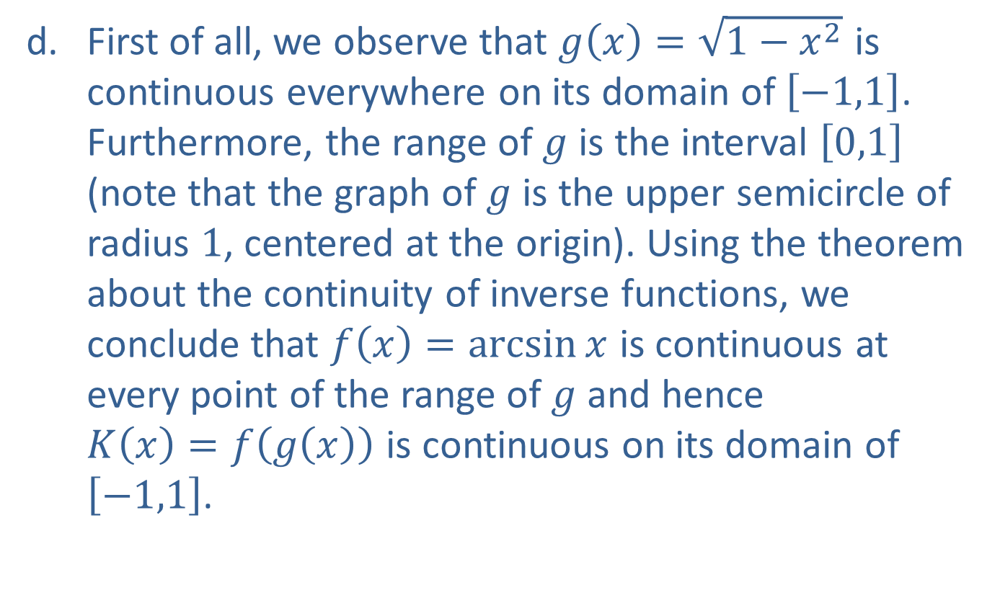 d. First of all, we observe that g(x) = √(1 − x²) is
continuous everywhere on its domain of [−1,1].
Furthermore, the range of g is the interval [0,1]
(note that the graph of g is the upper semicircle of
radius 1, centered at the origin). Using the theorem
about the continuity of inverse functions, we
conclude that f(x) = arcsin x is continuous at
every point of the range of g and hence
K(x) = f(g(x)) is continuous on its domain of
[−1,1].